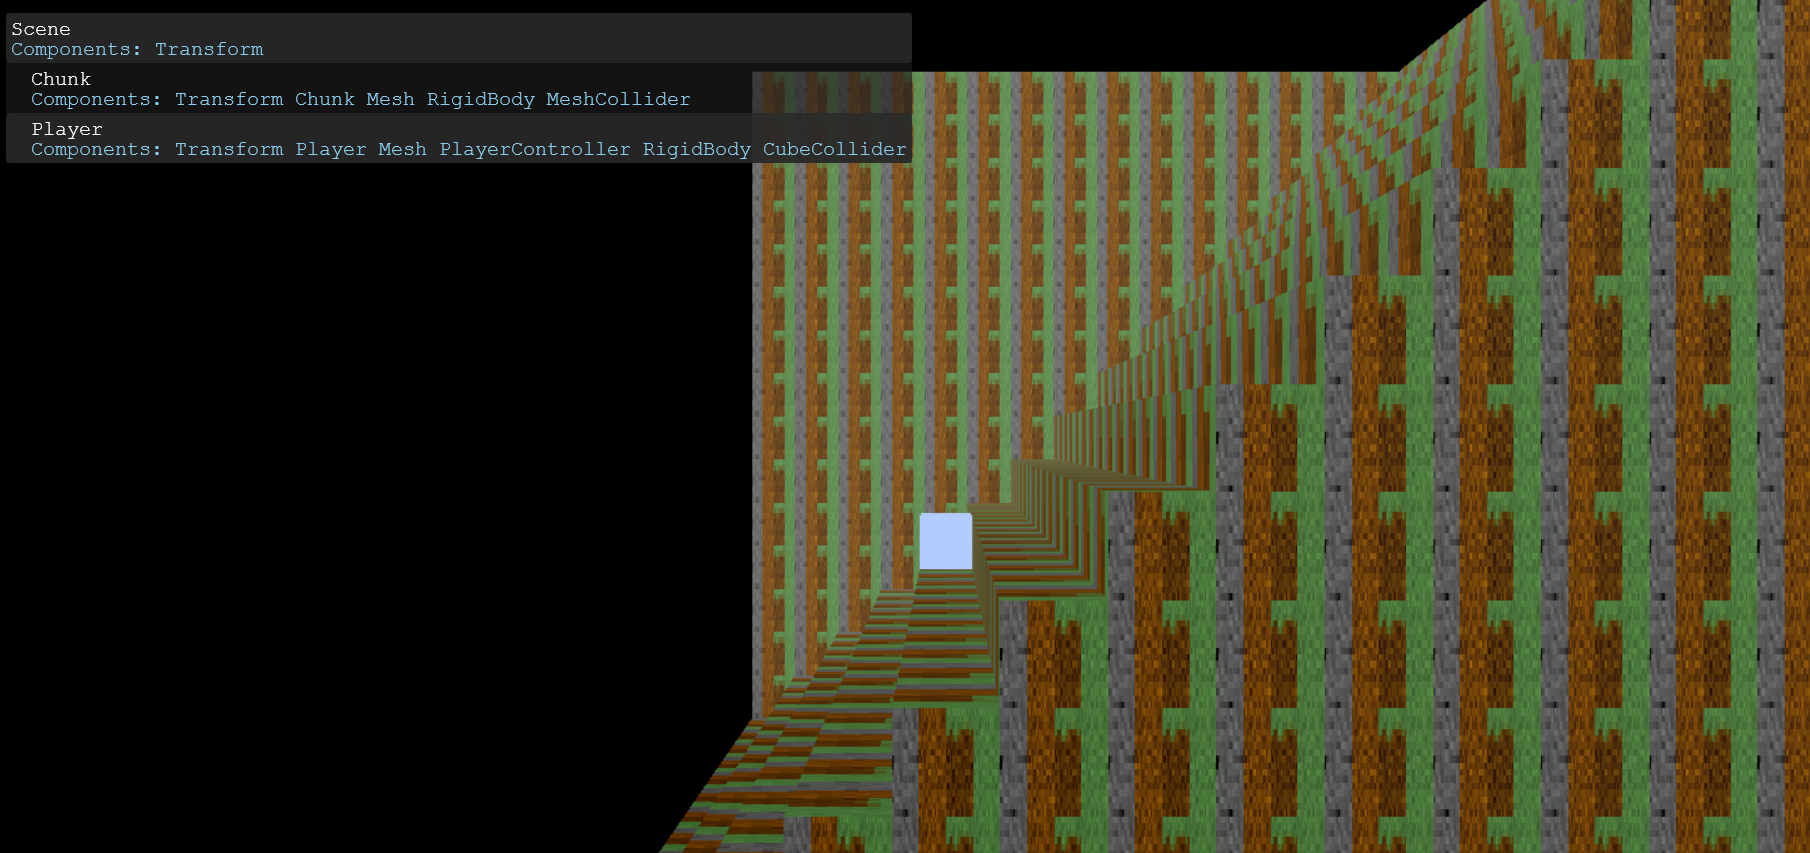 Scene
Components: Transform
Chunk
Components: Transform Chunk Mesh RigidBody MeshCollider
Player
Components: Transform Player Mesh PlayerController RigidBody CubeCollider